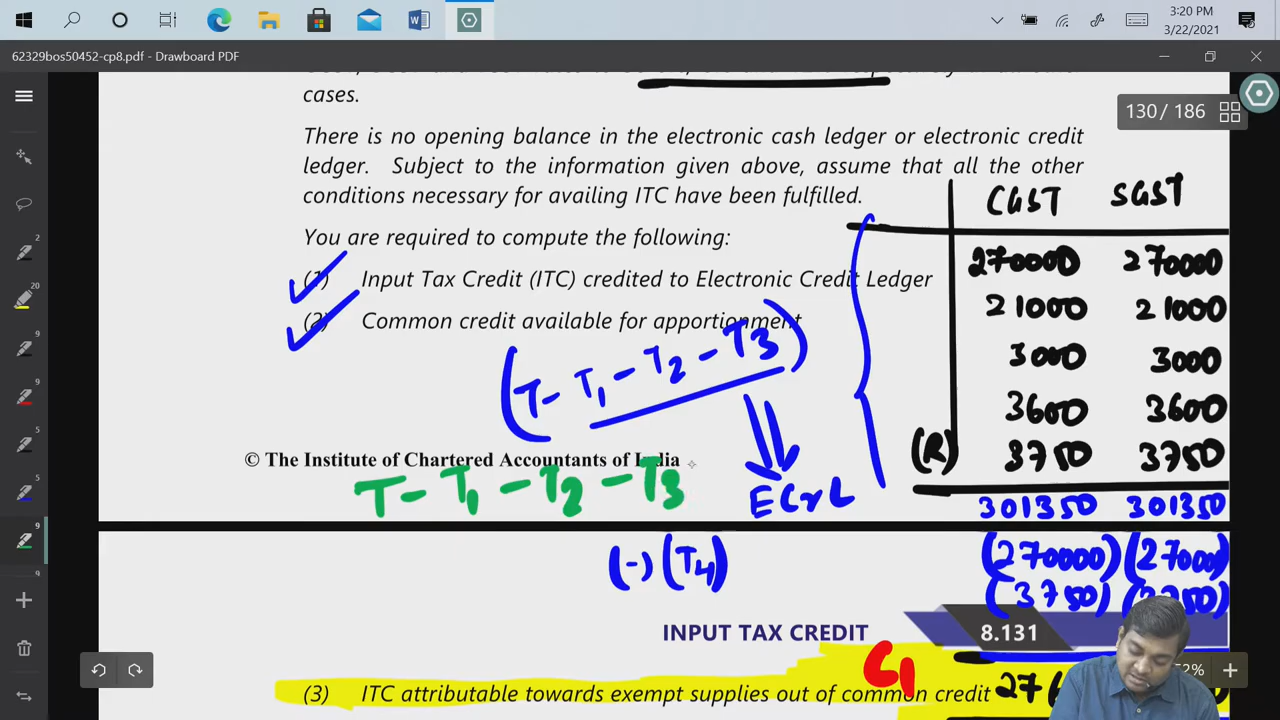 3:20 PM
3/22/2021
62329bos50452-cp8.pdf - Drawboard PDF
cases.
130 / 186
There is no opening balance in the electronic cash ledger or electronic credit
ledger. Subject to the information given above, assume that all the other
conditions necessary for availing ITC have been fulfilled.
CGST SGST
You are required to compute the following:
270000 270000
(1) Input Tax Credit (ITC) credited to Electronic Credit Ledger
21000 21000
(2) Common credit available for apportionment
3000 3000
(T - T1 - T2 - T3)
3600 3600
(R) 3750 3750
© The Institute of Chartered Accountants of India
T - T1 - T2 - T3
ECrL
301350 301350
(-) (T4)
(270000) (27000)
(3750)
INPUT TAX CREDIT 8.131
C1
(3) ITC attributable towards exempt supplies out of common credit